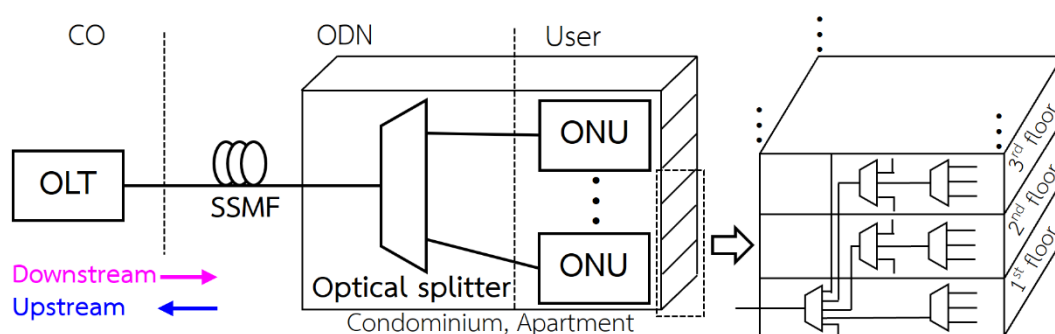 CO
ODN
User
OLT
SSMF
ONU
ONU
Optical splitter
Downstream
Upstream
Condominium, Apartment
3rd floor
2nd floor
1st floor